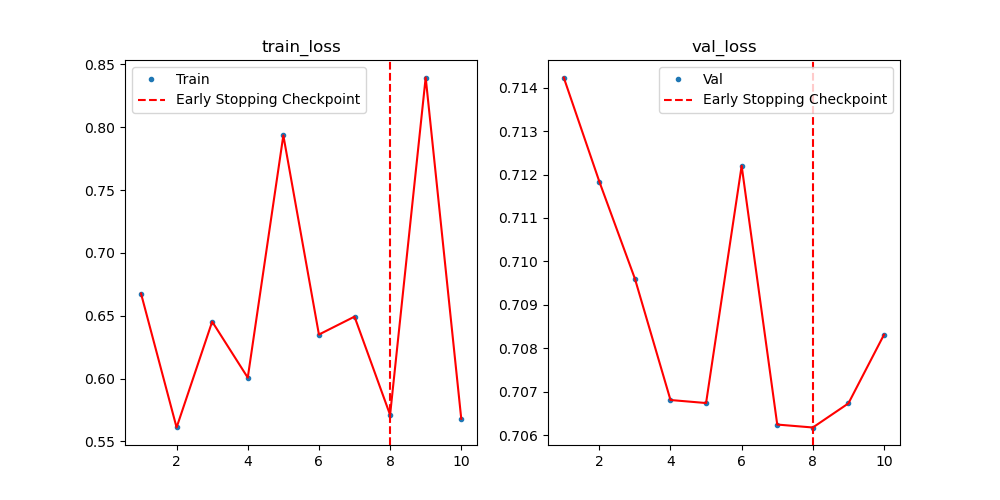 train_loss
Train
Early Stopping Checkpoint
0.85
0.80
0.75
0.70
0.65
0.60
0.55
2 4 6 8 10
val_loss
Val
Early Stopping Checkpoint
0.714
0.713
0.712
0.711
0.710
0.709
0.708
0.707
0.706
2 4 6 8 10